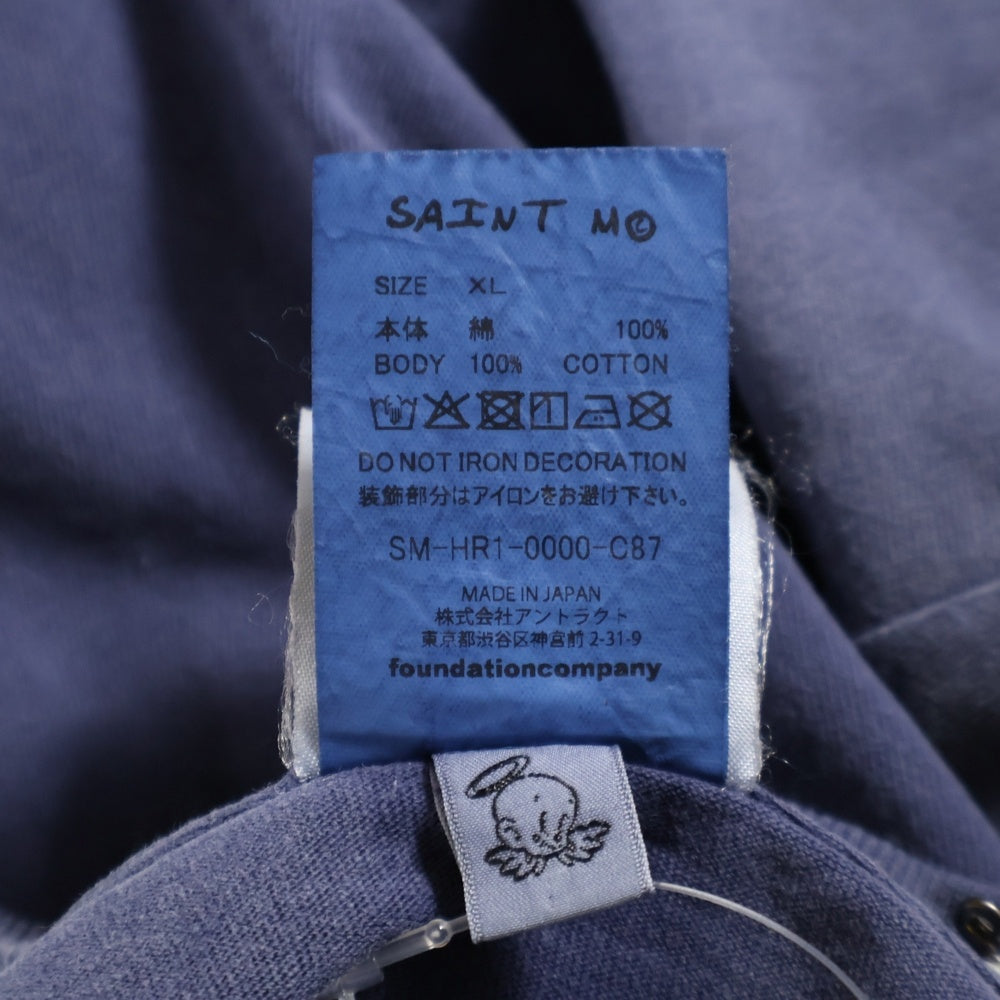 SAINT M©
SIZE XL
本体 綿 100%
BODY 100% COTTON
DO NOT IRON DECORATION
装飾部分はアイロンをお避け下さい。
SM-HR1-0000-C87
MADE IN JAPAN
株式会社アントラクト
東京都渋谷区神宮前 2-31-9
foundationcompany